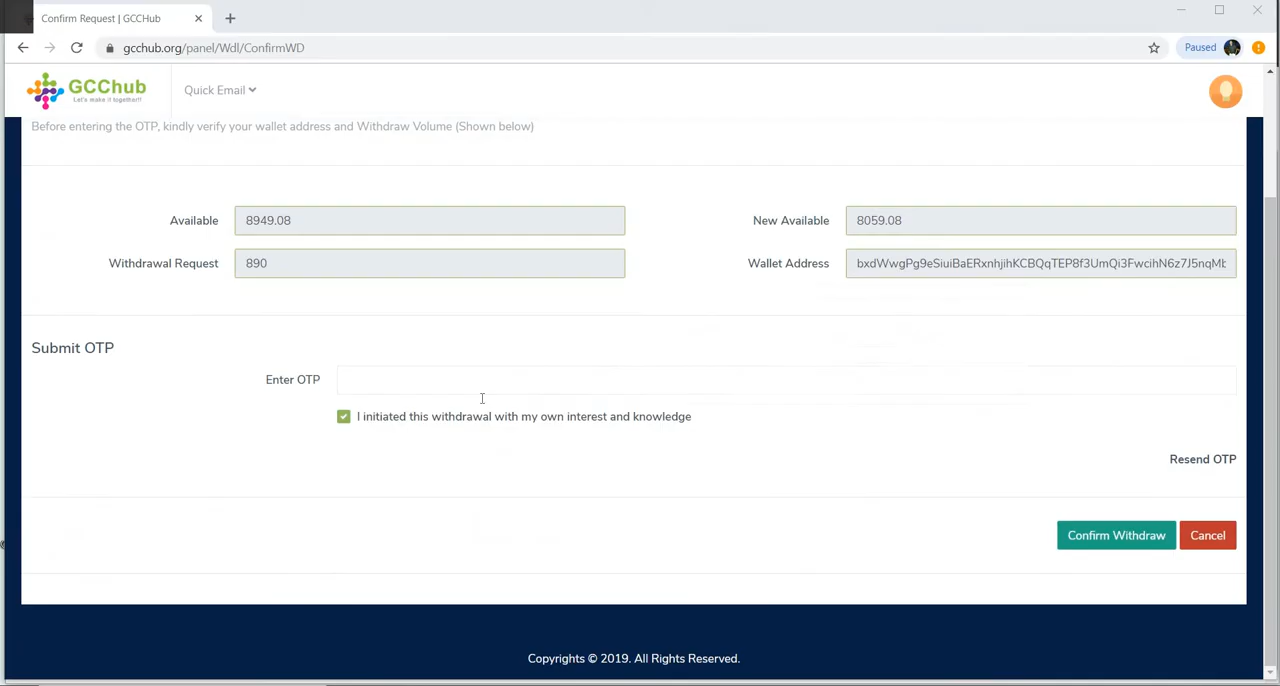 Confirm Request | GCCHub
gcchub.org/panel/Wdl/ConfirmWD
Paused
GCChub
Let's make it together!!
Quick Email
Before entering the OTP, kindly verify your wallet address and Withdraw Volume (Shown below)
Available 8949.08 New Available 8059.08
Withdrawal Request 890 Wallet Address bxdWwgPg9eSiuiBaERxnhjihKCBQqTEP8f3UmQi3FwcihN6z7J5nqMb
Submit OTP
Enter OTP
I initiated this withdrawal with my own interest and knowledge
Resend OTP
Confirm Withdraw Cancel
Copyrights © 2019. All Rights Reserved.